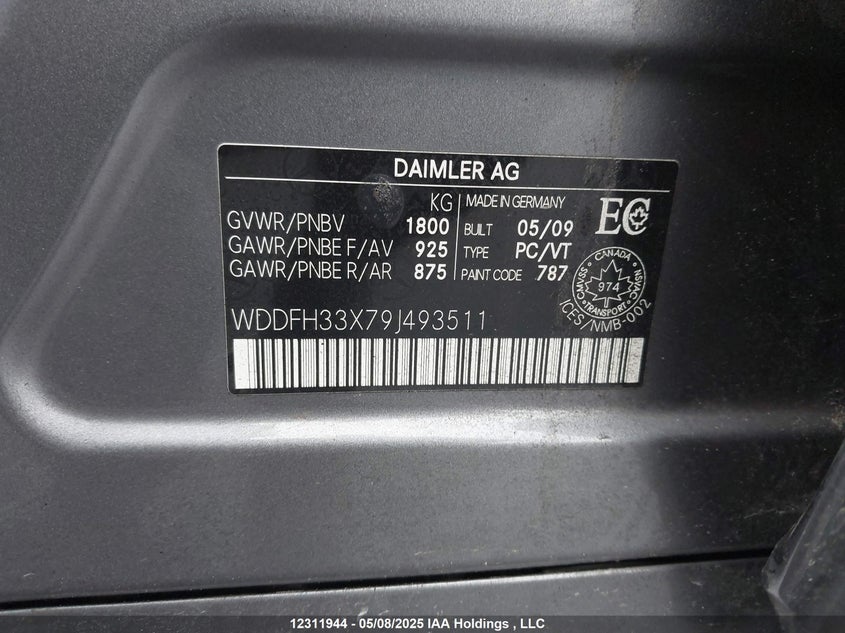 DAIMLER AG
KG
MADE IN GERMANY
GVWR/PNBV 1800
BUILT 05/09
EC
GAWR/PNBE F/AV 925
TYPE PC/VT
GAWR/PNBE R/AR 875
PAINT CODE 787
CANADA
CMVSS
NSVAC
974
TRANSPORT
ICES/NMB-002
WDDFH33X79J493511
12311944 - 05/08/2025 IAA Holdings , LLC